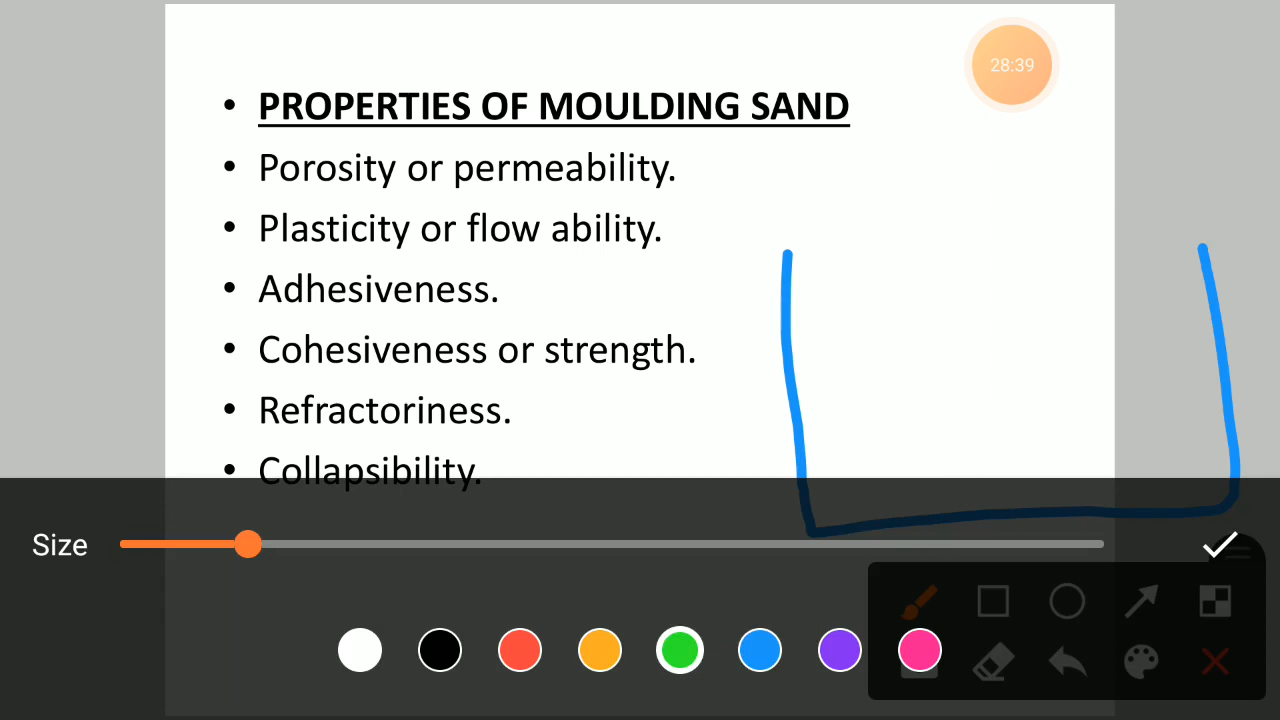 28:39
• PROPERTIES OF MOULDING SAND
• Porosity or permeability.
• Plasticity or flow ability.
• Adhesiveness.
• Cohesiveness or strength.
• Refractoriness.
• Collapsibility.
Size